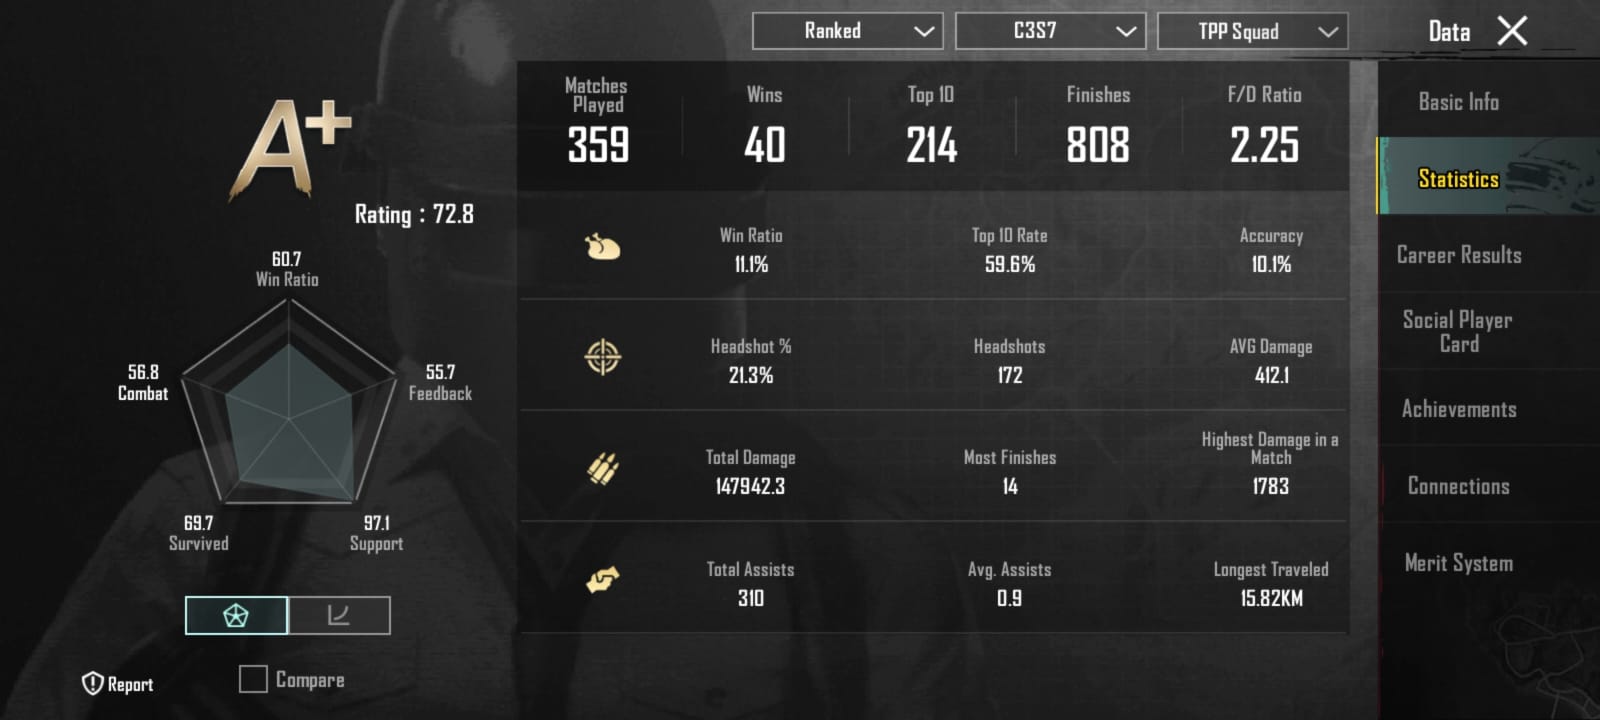 Ranked
C3S7
TPP Squad
Data
A+
Rating : 72.8
60.7
Win Ratio
56.8
Combat
55.7
Feedback
69.7
Survived
97.1
Support
Report
Compare
Matches
Played
359
Wins
40
Top 10
214
Finishes
808
F/D Ratio
2.25
Win Ratio
11.1%
Top 10 Rate
59.6%
Accuracy
10.1%
Headshot %
21.3%
Headshots
172
AVG Damage
412.1
Total Damage
147942.3
Most Finishes
14
Highest Damage in a
Match
1783
Total Assists
310
Avg. Assists
0.9
Longest Traveled
15.82KM
Basic Info
Statistics
Career Results
Social Player
Card
Achievements
Connections
Merit System